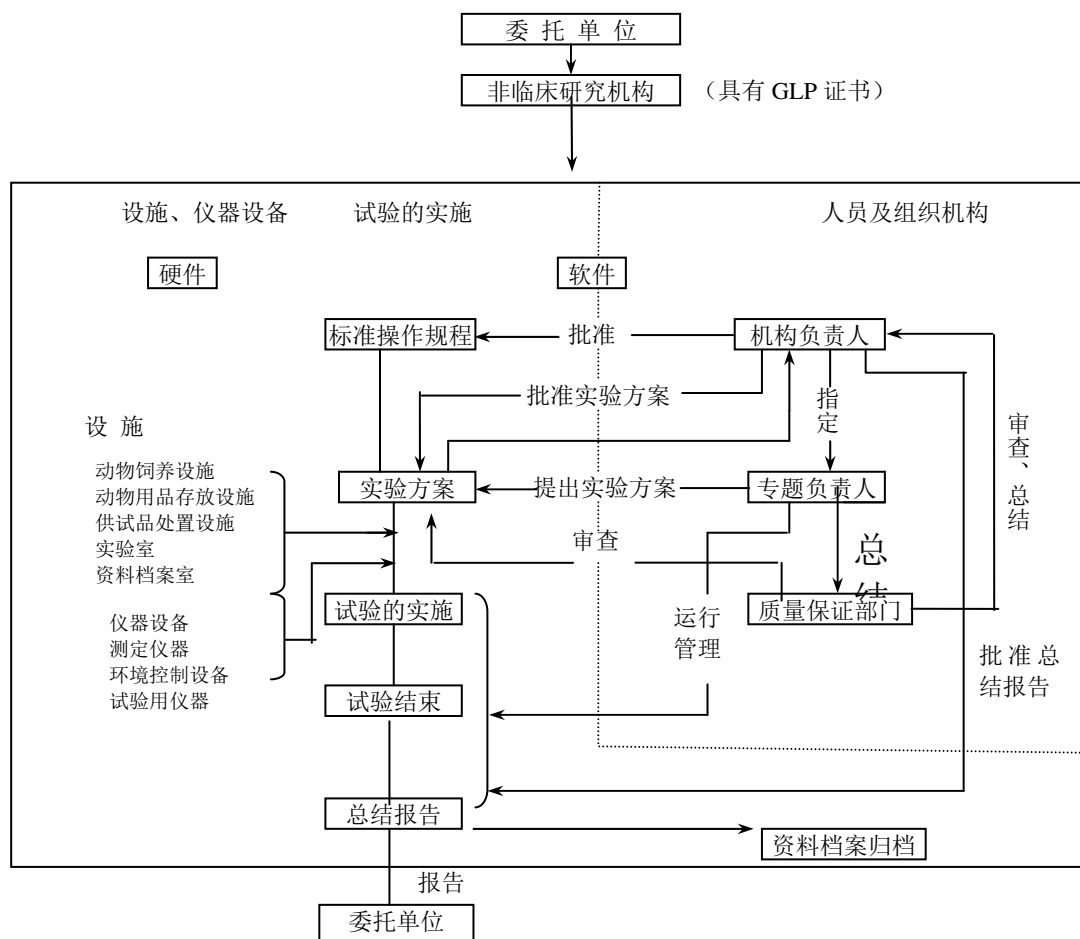 委 托 单 位
非临床研究机构 （具有 GLP 证书）
设施、仪器设备 试验的实施 人员及组织机构
硬件 软件
标准操作规程 批准 机构负责人
批准实验方案
指
定
审查、总结
设 施
动物饲养设施
动物用品存放设施
供试品处置设施
实验室
资料档案室
实验方案 提出实验方案 专题负责人
审查
总
结
试验的实施 运行
管理
质量保证部门
仪器设备
测定仪器
环境控制设备
试验用仪器
批准总
结报告
试验结束
总结报告
资料档案归档
报告
委托单位